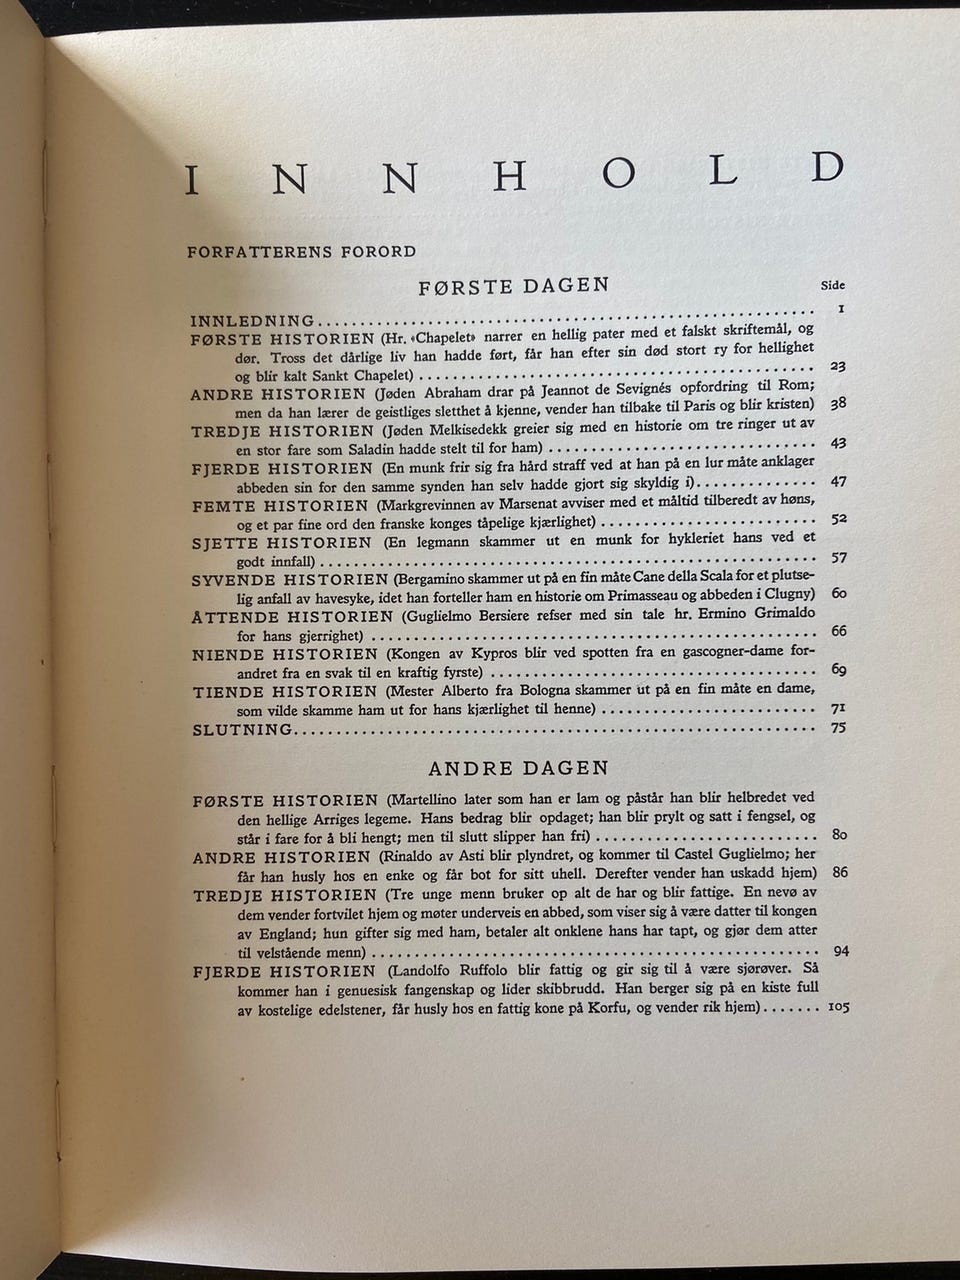 INNHOLD
FORFATTERENS FORORD
FØRSTE DAGEN
Side
INNLEDNING........................................................ 1
FØRSTE HISTORIEN (Hr. «Chapelet» narrer en hellig pater med et falskt skriftemål, og
dør. Tross det dårlige liv han hadde ført, får han efter sin død stort ry for hellighet
og blir kalt Sankt Chapelet) ................................................ 23
ANDRE HISTORIEN (Jøden Abraham drar på Jeannot de Sevignés opfordring til Rom;
men da han lærer de geistliges sletthet å kjenne, vender han tilbake til Paris og blir kristen) 38
TREDJE HISTORIEN (Jøden Melkisedekk greier sig med en historie om tre ringer ut av
en stor fare som Saladin hadde stelt til for ham) ................................ 43
FJERDE HISTORIEN (En munk frir sig fra hård straff ved at han på en lur måte anklager
abbeden sin for den samme synden han selv hadde gjort sig skyldig i).............. 47
FEMTE HISTORIEN (Markgrevinnen av Marsenat avviser med et måltid tilberedt av høns,
og et par fine ord den franske konges tåpelige kjærlighet) .......................... 52
SJETTE HISTORIEN (En legmann skammer ut en munk for hykleriet hans ved et
godt innfall) ............................................................ 57
SYVENDE HISTORIEN (Bergamino skammer ut på en fin måte Cane della Scala for et plutse-
lig anfall av havesyke, idet han forteller ham en historie om Primasseau og abbeden i Clugny) 60
ÅTTENDE HISTORIEN (Guglielmo Bersiere refser med sin tale hr. Ermino Grimaldo
for hans gjerrighet) ...................................................... 66
NIENDE HISTORIEN (Kongen av Kypros blir ved spotten fra en gascogner-dame for-
andret fra en svak til en kraftig fyrste) ........................................ 69
TIENDE HISTORIEN (Mester Alberto fra Bologna skammer ut på en fin måte en dame,
som vilde skamme ham ut for hans kjærlighet til henne) .......................... 71
SLUTNING............................................................ 75
ANDRE DAGEN
FØRSTE HISTORIEN (Martellino later som han er lam og påstår han blir helbredet ved
den hellige Arriges legeme. Hans bedrag blir opdaget; han blir prylt og satt i fengsel, og
står i fare for å bli hengt; men til slutt slipper han fri) ............................ 80
ANDRE HISTORIEN (Rinaldo av Asti blir plyndret, og kommer til Castel Guglielmo; her
får han husly hos en enke og får bot for sitt uhell. Derefter vender han uskadd hjem) 86
TREDJE HISTORIEN (Tre unge menn bruker op alt de har og blir fattige. En nevø av
dem vender fortvilet hjem og møter underveis en abbed, som viser sig å være datter til kongen
av England; hun gifter sig med ham, betaler alt onklene hans har tapt, og gjør dem atter
til velstående menn) ...................................................... 94
FJERDE HISTORIEN (Landolfo Ruffolo blir fattig og gir sig til å være sjørøver. Så
kommer han i genuesisk fangenskap og lider skibbrudd. Han berger sig på en kiste full
av kostelige edelstener, får husly hos en fattig kone på Korfu, og vender rik hjem)....... 105